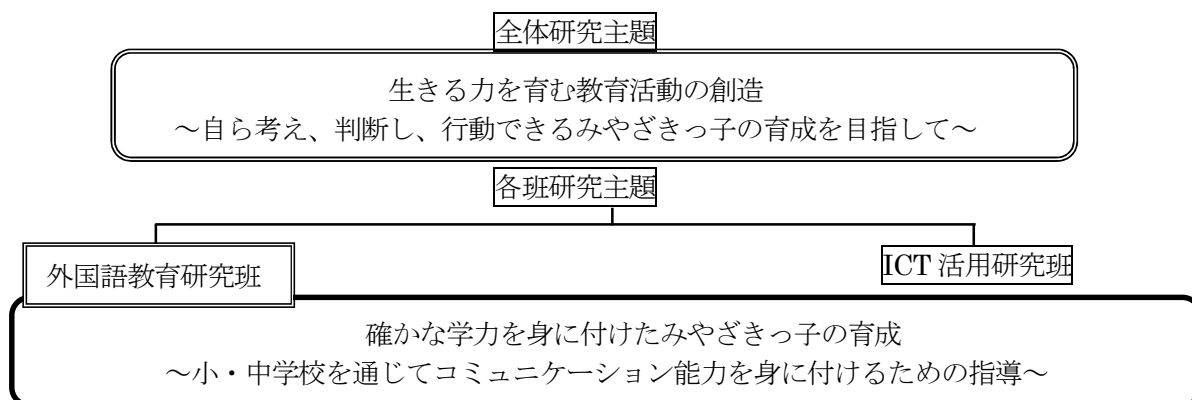 全体研究主題
生きる力を育む教育活動の創造
～自ら考え、判断し、行動できるみやざきっ子の育成を目指して～
各班研究主題
外国語教育研究班
ICT 活用研究班
確かな学力を身に付けたみやざきっ子の育成
～小・中学校を通じてコミュニケーション能力を身に付けるための指導～